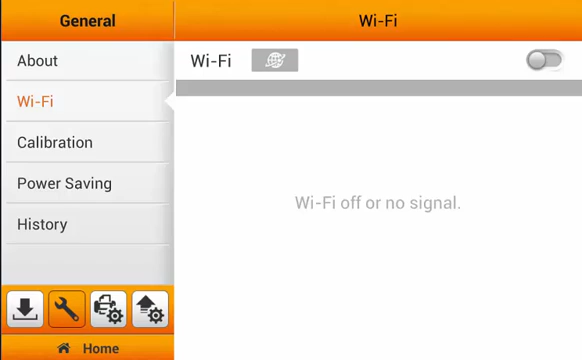 General
Wi-Fi
About
Wi-Fi
Wi-Fi
Calibration
Power Saving
History
Wi-Fi off or no signal.
Home